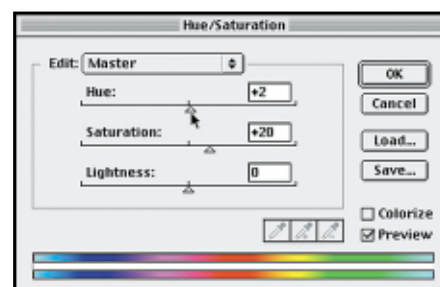 Hue/Saturation
Edit: Master
OK
Hue: +2
Cancel
Saturation: +20
Load...
Lightness: 0
Save...
Colorize
Preview